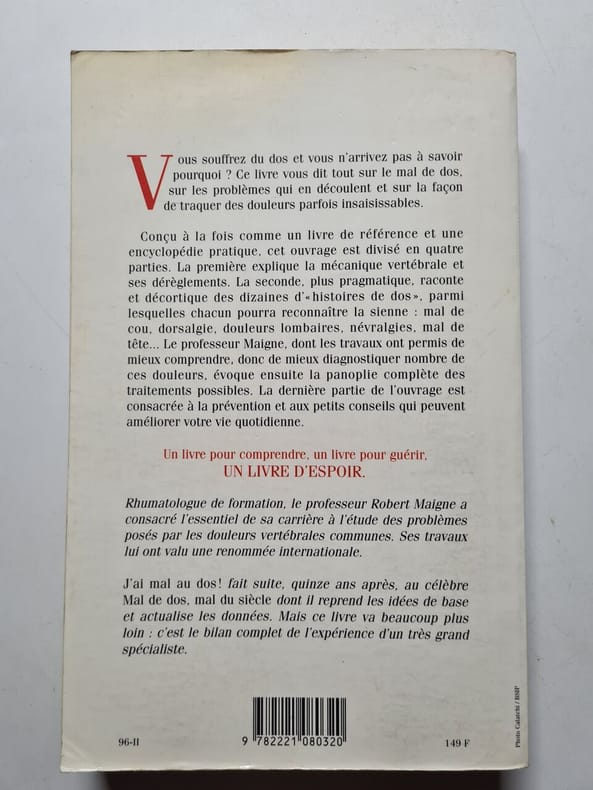 Vous souffrez du dos et vous n'arrivez pas à savoir
pourquoi ? Ce livre vous dit tout sur le mal de dos,
sur les problèmes qui en découlent et sur la façon
de traquer des douleurs parfois insaisissables.
Conçu à la fois comme un livre de référence et une
encyclopédie pratique, cet ouvrage est divisé en quatre
parties. La première explique la mécanique vertébrale et
ses dérèglements. La seconde, plus pragmatique, raconte
et décortique des dizaines d'«histoires de dos», parmi
lesquelles chacun pourra reconnaître la sienne : mal de
cou, dorsalgie, douleurs lombaires, névralgies, mal de
tête... Le professeur Maigne, dont les travaux ont permis de
mieux comprendre, donc de mieux diagnostiquer nombre de
ces douleurs, évoque ensuite la panoplie complète des
traitements possibles. La dernière partie de l'ouvrage est
consacrée à la prévention et aux petits conseils qui peuvent
améliorer votre vie quotidienne.
Un livre pour comprendre, un livre pour guérir,
UN LIVRE D'ESPOIR.
Rhumatologue de formation, le professeur Robert Maigne a
consacré l'essentiel de sa carrière à l'étude des problèmes
posés par les douleurs vertébrales communes. Ses travaux
lui ont valu une renommée internationale.
J'ai mal au dos! fait suite, quinze ans après, au célèbre
Mal de dos, mal du siècle dont il reprend les idées de base
et actualise les données. Mais ce livre va beaucoup plus
loin : c'est le bilan complet de l'expérience d'un très grand
spécialiste.
96-II
9 782221 080320
149 F
Photo Calatchi / BSIP